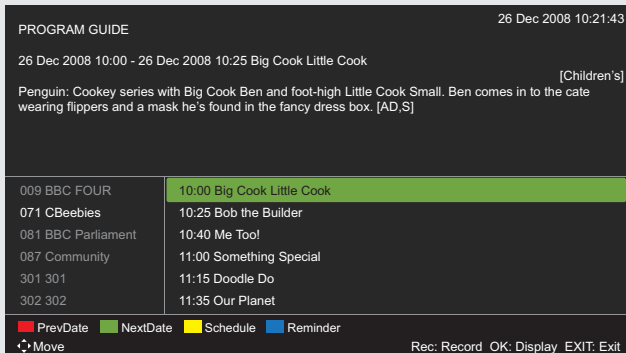 PROGRAM GUIDE
26 Dec 2008 10:21:43
26 Dec 2008 10:00 - 26 Dec 2008 10:25 Big Cook Little Cook
[Children's]
Penguin: Cookey series with Big Cook Ben and foot-high Little Cook Small. Ben comes in to the cate
wearing flippers and a mask he's found in the fancy dress box. [AD,S]
009 BBC FOUR
10:00 Big Cook Little Cook
071 CBeebies
10:25 Bob the Builder
081 BBC Parliament
10:40 Me Too!
087 Community
11:00 Something Special
301 301
11:15 Doodle Do
302 302
11:35 Our Planet
PrevDate NextDate Schedule Reminder
Move
Rec: Record OK: Display EXIT: Exit